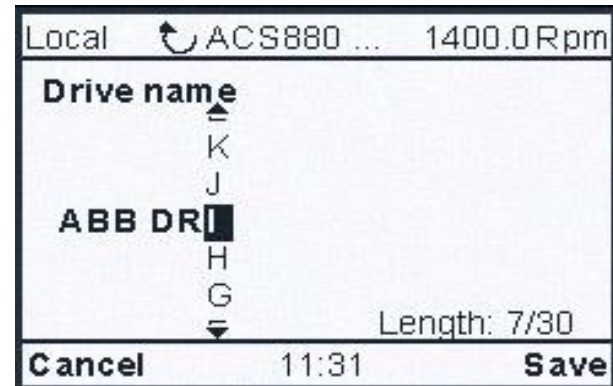 Local ACS880 ... 1400.0 Rpm
Drive name
K
J
ABB DRI
H
G
Length: 7/30
Cancel 11:31 Save